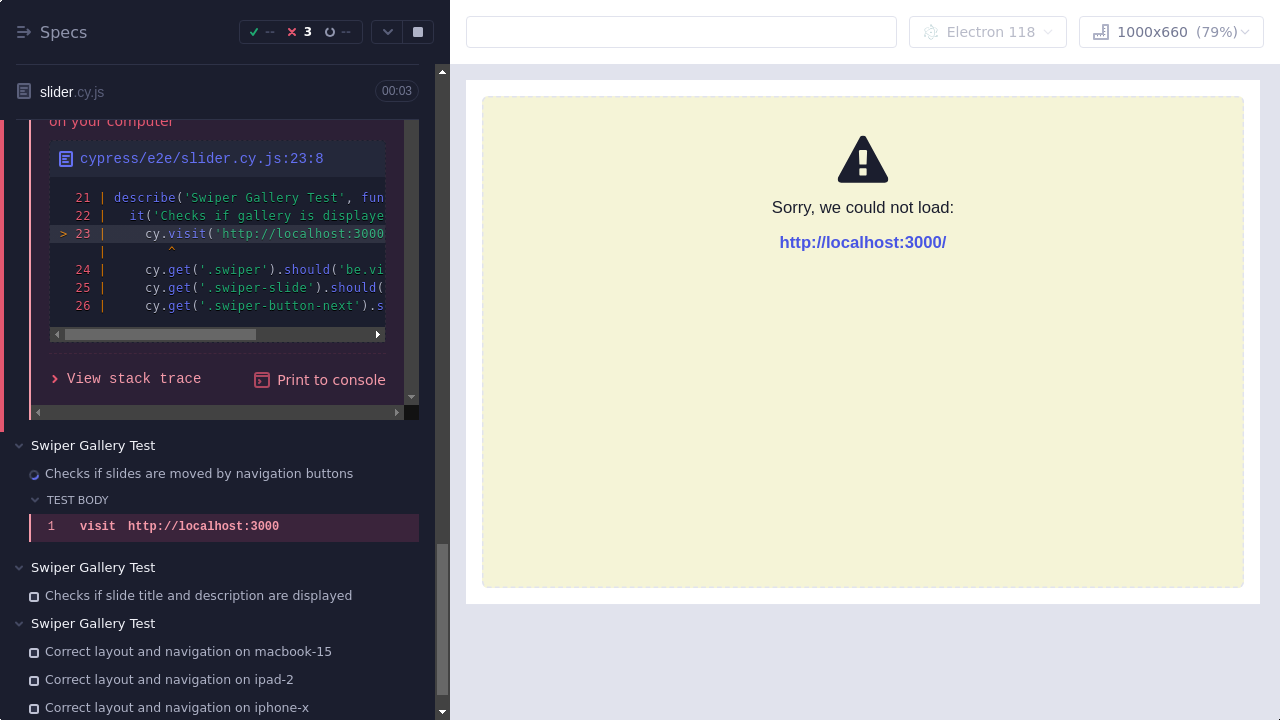 Specs
-- 3 --
slider.cy.js
00:03
on your computer
cypress/e2e/slider.cy.js:23:8
21 | describe('Swiper Gallery Test', fun
22 |   it('Checks if gallery is displaye
> 23 |     cy.visit('http://localhost:3000
|        ^
24 |     cy.get('.swiper').should('be.vi
25 |     cy.get('.swiper-slide').should(
26 |     cy.get('.swiper-button-next').s
View stack trace
Print to console
Swiper Gallery Test
Checks if slides are moved by navigation buttons
TEST BODY
1 visit http://localhost:3000
Swiper Gallery Test
Checks if slide title and description are displayed
Swiper Gallery Test
Correct layout and navigation on macbook-15
Correct layout and navigation on ipad-2
Correct layout and navigation on iphone-x
Electron 118
1000x660 (79%)
Sorry, we could not load:
http://localhost:3000/